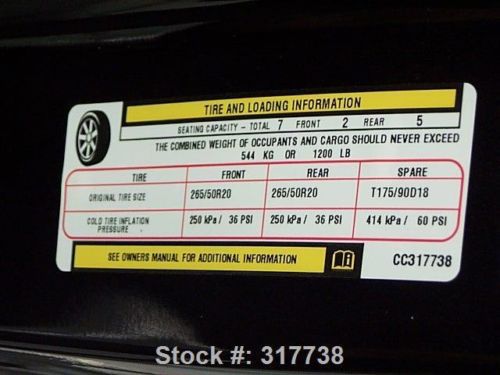 TIRE AND LOADING INFORMATION
SEATING CAPACITY - TOTAL 7 FRONT 2 REAR 5
THE COMBINED WEIGHT OF OCCUPANTS AND CARGO SHOULD NEVER EXCEED
544 KG OR 1200 LB
TIRE FRONT REAR SPARE
ORIGINAL TIRE SIZE 265/50R20 265/50R20 T175/90D18
COLD TIRE INFLATION PRESSURE 250 kPa / 36 PSI 250 kPa / 36 PSI 414 kPa / 60 PSI
SEE OWNERS MANUAL FOR ADDITIONAL INFORMATION
CC317738
Stock #: 317738